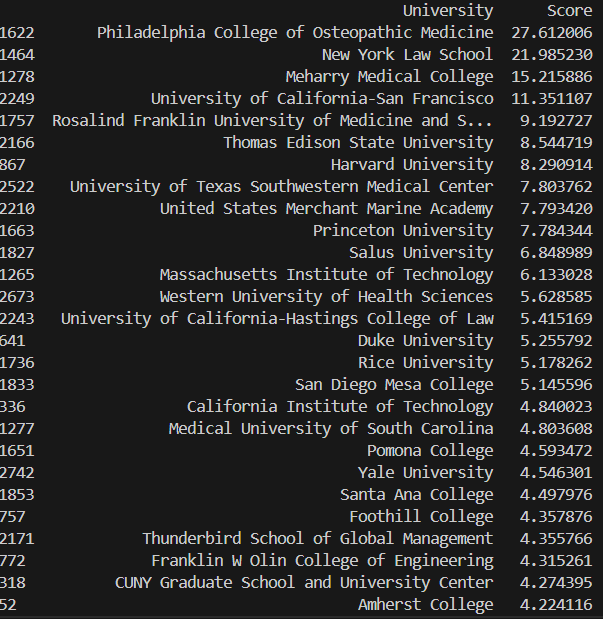 University Score
1622 Philadelphia College of Osteopathic Medicine 27.612006
1464 New York Law School 21.985230
1278 Meharry Medical College 15.215886
2249 University of California-San Francisco 11.351107
1757 Rosalind Franklin University of Medicine and S... 9.192727
2166 Thomas Edison State University 8.544719
867 Harvard University 8.290914
2522 University of Texas Southwestern Medical Center 7.803762
2210 United States Merchant Marine Academy 7.793420
1663 Princeton University 7.784344
1827 Salus University 6.848989
1265 Massachusetts Institute of Technology 6.133028
2673 Western University of Health Sciences 5.628585
2243 University of California-Hastings College of Law 5.415169
641 Duke University 5.255792
1736 Rice University 5.178262
1833 San Diego Mesa College 5.145596
336 California Institute of Technology 4.840023
1277 Medical University of South Carolina 4.803608
1651 Pomona College 4.593472
2742 Yale University 4.546301
1853 Santa Ana College 4.497976
757 Foothill College 4.357876
2171 Thunderbird School of Global Management 4.355766
772 Franklin W Olin College of Engineering 4.315261
318 CUNY Graduate School and University Center 4.274395
52 Amherst College 4.224116